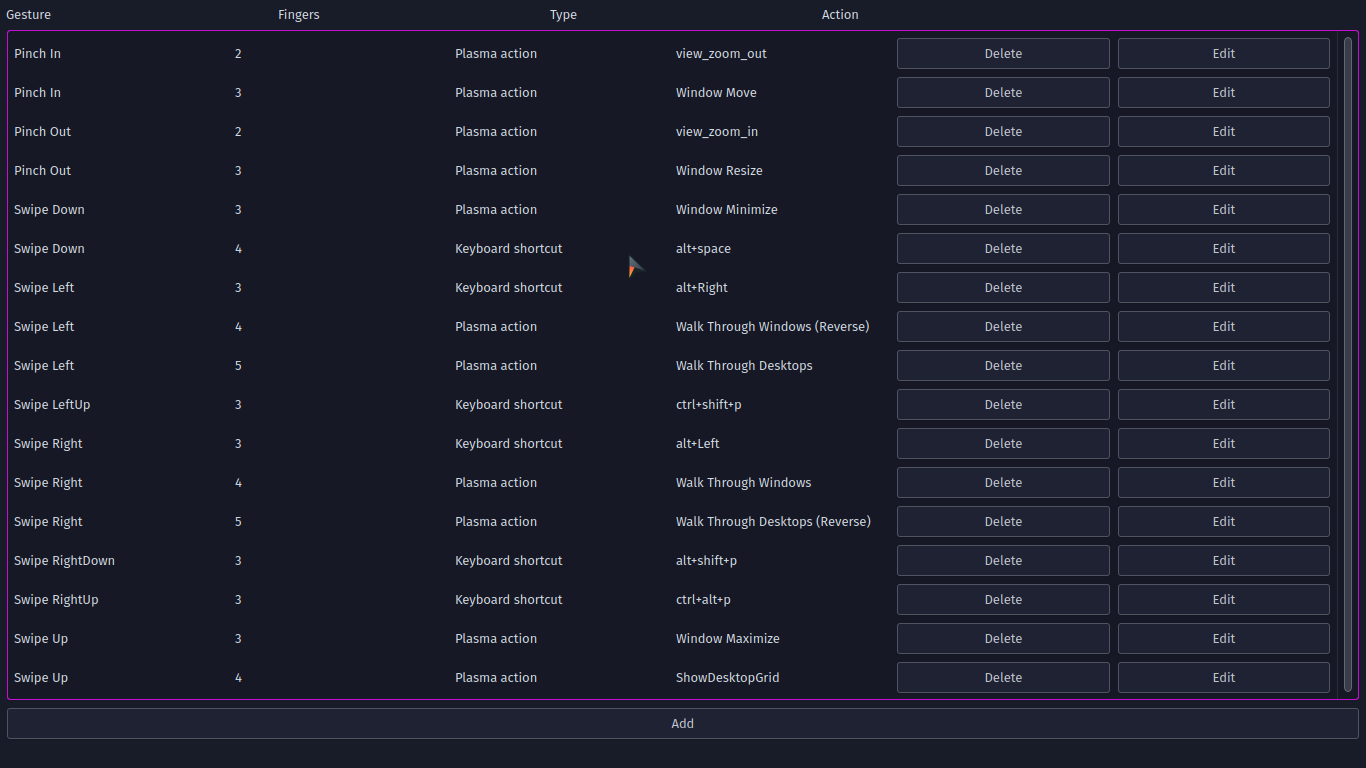 Gesture Fingers Type Action
Pinch In 2 Plasma action view_zoom_out Delete Edit
Pinch In 3 Plasma action Window Move Delete Edit
Pinch Out 2 Plasma action view_zoom_in Delete Edit
Pinch Out 3 Plasma action Window Resize Delete Edit
Swipe Down 3 Plasma action Window Minimize Delete Edit
Swipe Down 4 Keyboard shortcut alt+space Delete Edit
Swipe Left 3 Keyboard shortcut alt+Right Delete Edit
Swipe Left 4 Plasma action Walk Through Windows (Reverse) Delete Edit
Swipe Left 5 Plasma action Walk Through Desktops Delete Edit
Swipe LeftUp 3 Keyboard shortcut ctrl+shift+p Delete Edit
Swipe Right 3 Keyboard shortcut alt+Left Delete Edit
Swipe Right 4 Plasma action Walk Through Windows Delete Edit
Swipe Right 5 Plasma action Walk Through Desktops (Reverse) Delete Edit
Swipe RightDown 3 Keyboard shortcut alt+shift+p Delete Edit
Swipe RightUp 3 Keyboard shortcut ctrl+alt+p Delete Edit
Swipe Up 3 Plasma action Window Maximize Delete Edit
Swipe Up 4 Plasma action ShowDesktopGrid Delete Edit
Add